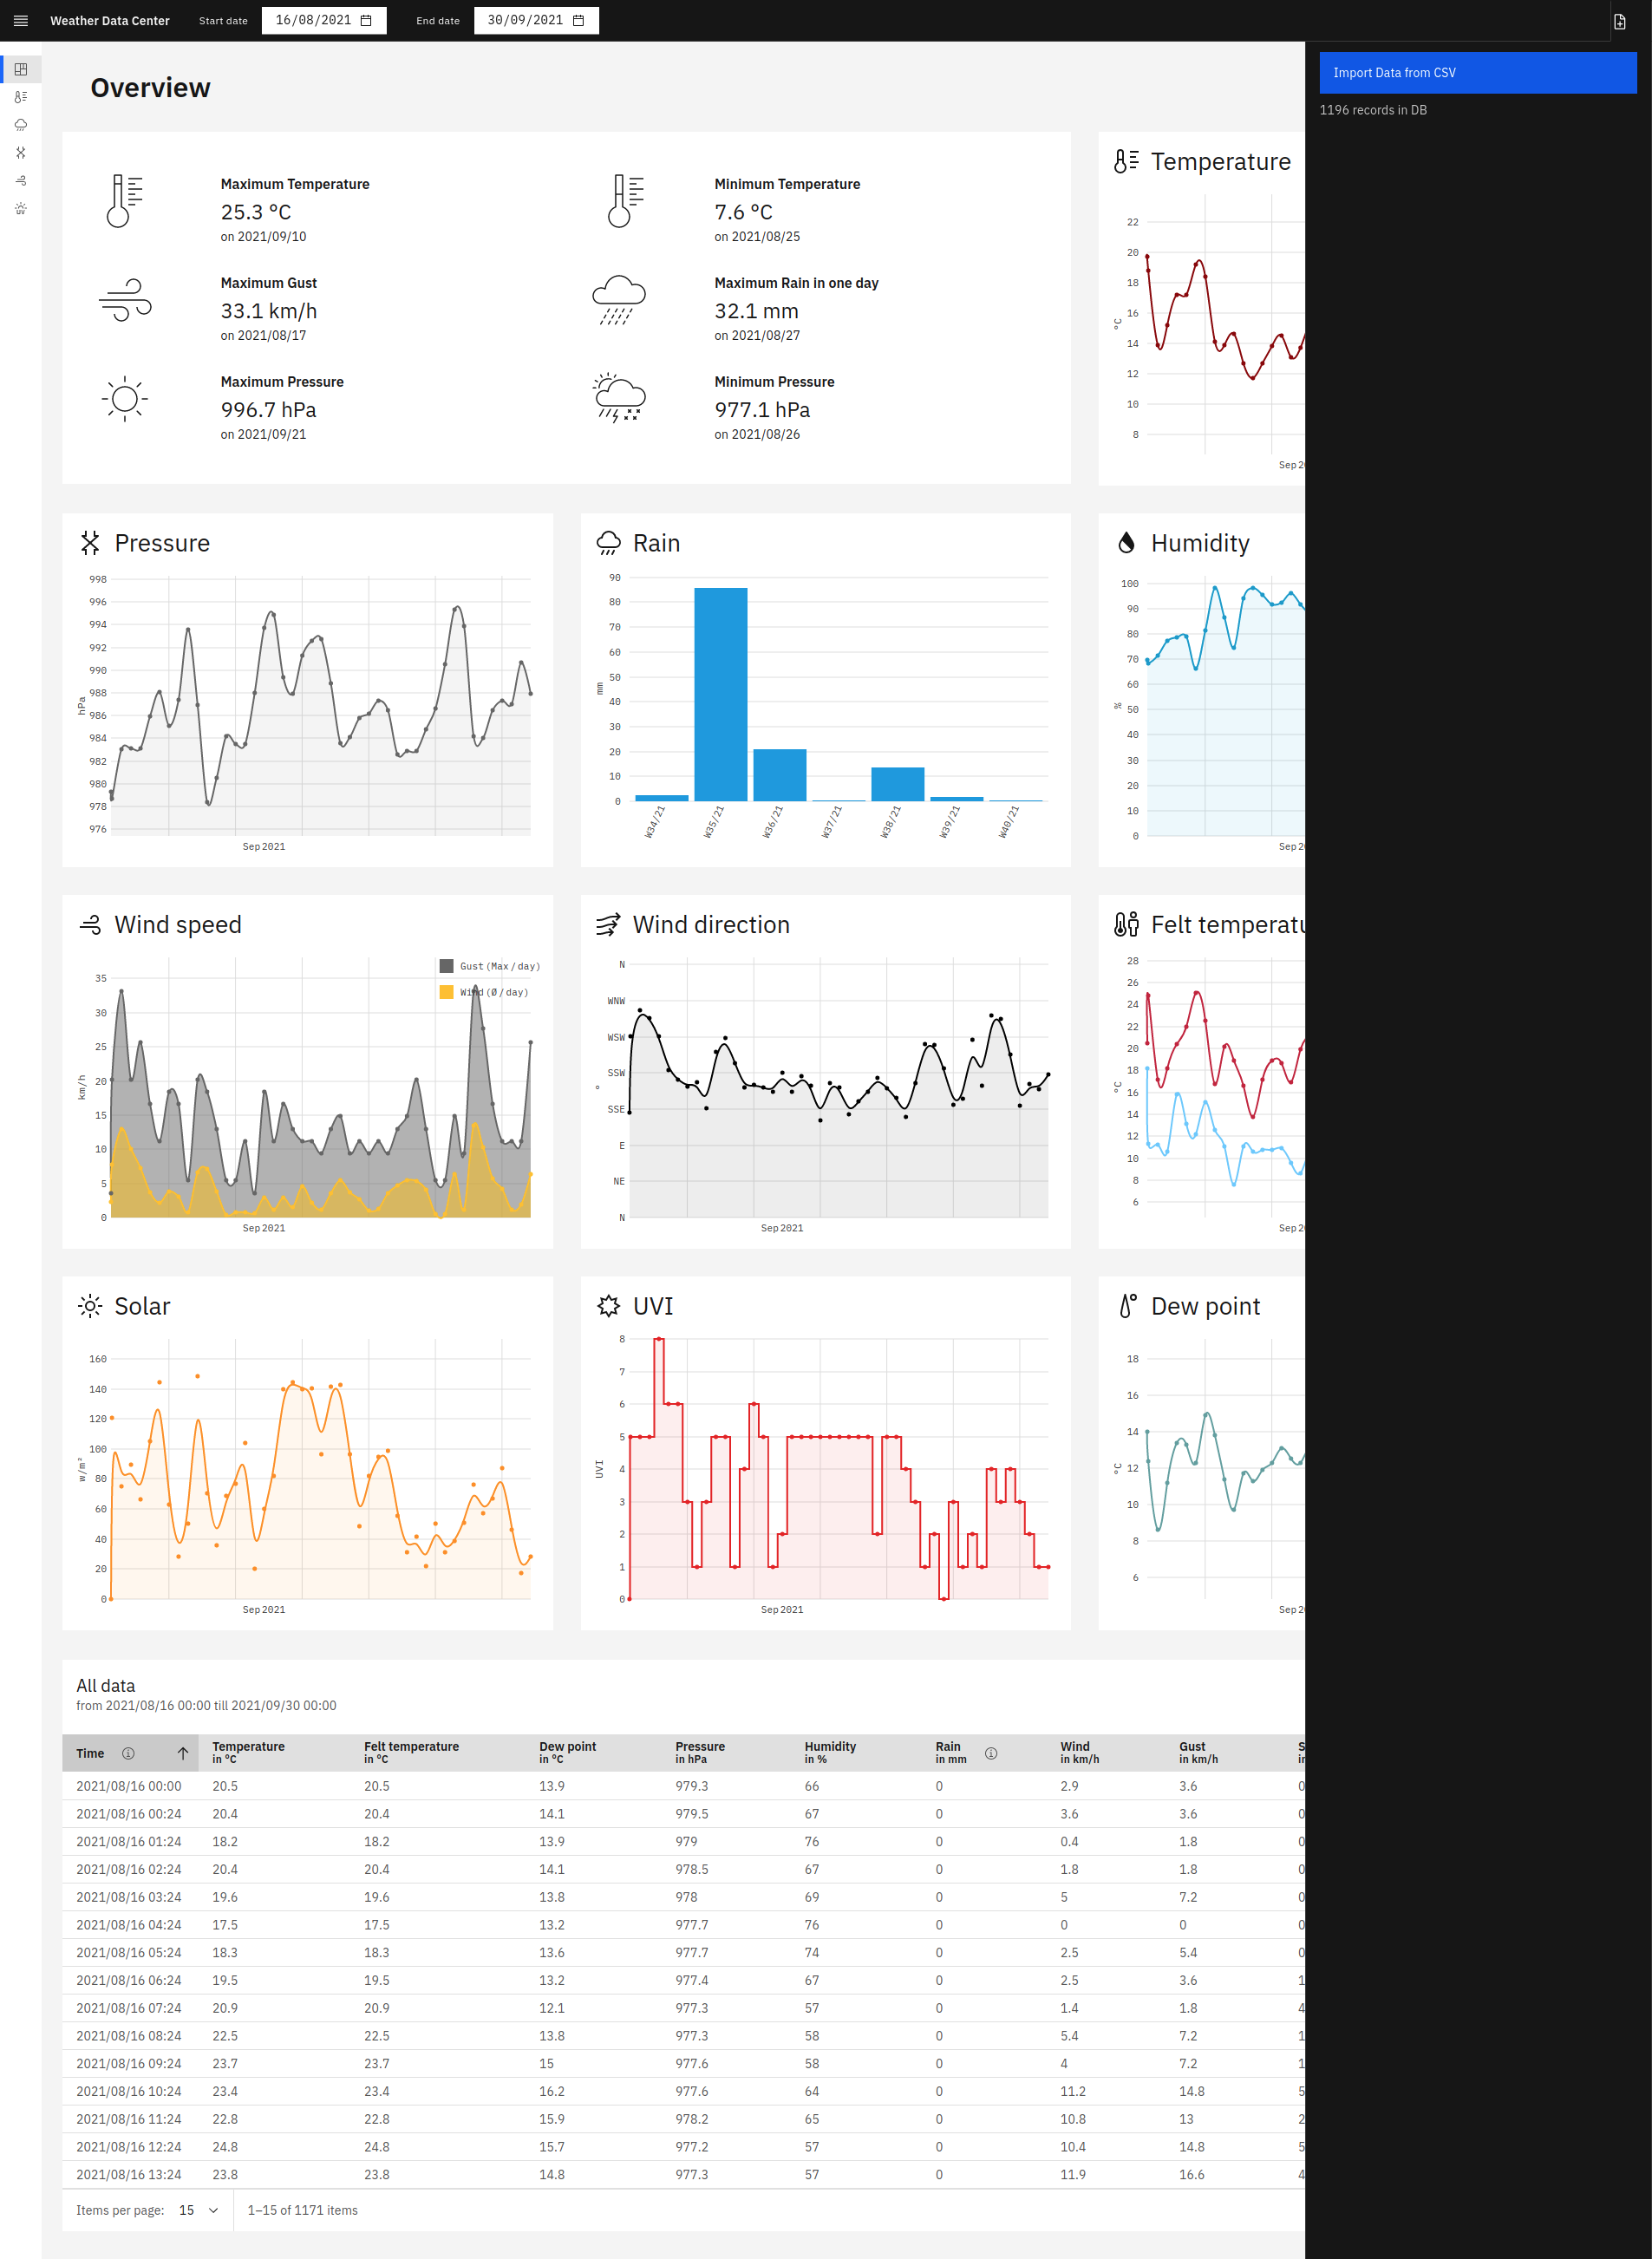 Weather Data Center Start date 16/08/2021 End date 30/09/2021
Import Data from CSV
1196 records in DB
Overview
Maximum Temperature
25.3 °C
on 2021/09/10
Minimum Temperature
7.6 °C
on 2021/08/25
Maximum Gust
33.1 km/h
on 2021/08/17
Maximum Rain in one day
32.1 mm
on 2021/08/27
Maximum Pressure
996.7 hPa
on 2021/09/21
Minimum Pressure
977.1 hPa
on 2021/08/26
Temperature
22
20
18
16
14
12
10
8
°C
Sep 2
Pressure
998
996
994
992
990
988
986
984
982
980
978
976
hPa
Sep 2021
Rain
90
80
70
60
50
40
30
20
10
0
mm
W34/21 W35/21 W36/21 W37/21 W38/21 W39/21 W40/21
Humidity
100
90
80
70
60
50
40
30
20
10
0
%
Sep 2
Wind speed
Gust (Max / day)
Wind (Ø / day)
35
30
25
20
15
10
5
0
km/h
Sep 2021
Wind direction
N
WNW
WSW
SSW
SSE
E
NE
N
°
Sep 2021
Felt temperatu
28
26
24
22
20
18
16
14
12
10
8
6
°C
Sep 2
Solar
160
140
120
100
80
60
40
20
0
w/m²
Sep 2021
UVI
8
7
6
5
4
3
2
1
0
UVI
Sep 2021
Dew point
18
16
14
12
10
8
6
°C
Sep 2
All data
from 2021/08/16 00:00 till 2021/09/30 00:00
Time Temperature Felt temperature Dew point Pressure Humidity Rain Wind Gust S
in °C in °C in °C in hPa in % in mm in km/h in km/h in
2021/08/16 00:00 20.5 20.5 13.9 979.3 66 0 2.9 3.6 0
2021/08/16 00:24 20.4 20.4 14.1 979.5 67 0 3.6 3.6 0
2021/08/16 01:24 18.2 18.2 13.9 979 76 0 0.4 1.8 0
2021/08/16 02:24 20.4 20.4 14.1 978.5 67 0 1.8 1.8 0
2021/08/16 03:24 19.6 19.6 13.8 978 69 0 5 7.2 0
2021/08/16 04:24 17.5 17.5 13.2 977.7 76 0 0 0 0
2021/08/16 05:24 18.3 18.3 13.6 977.7 74 0 2.5 5.4 0
2021/08/16 06:24 19.5 19.5 13.2 977.4 67 0 2.5 3.6 1
2021/08/16 07:24 20.9 20.9 12.1 977.3 57 0 1.4 1.8 4
2021/08/16 08:24 22.5 22.5 13.8 977.3 58 0 5.4 7.2 1
2021/08/16 09:24 23.7 23.7 15 977.6 58 0 4 7.2 1
2021/08/16 10:24 23.4 23.4 16.2 977.6 64 0 11.2 14.8 5
2021/08/16 11:24 22.8 22.8 15.9 978.2 65 0 10.8 13 2
2021/08/16 12:24 24.8 24.8 15.7 977.2 57 0 10.4 14.8 5
2021/08/16 13:24 23.8 23.8 14.8 977.3 57 0 11.9 16.6 4
Items per page: 15 1–15 of 1171 items